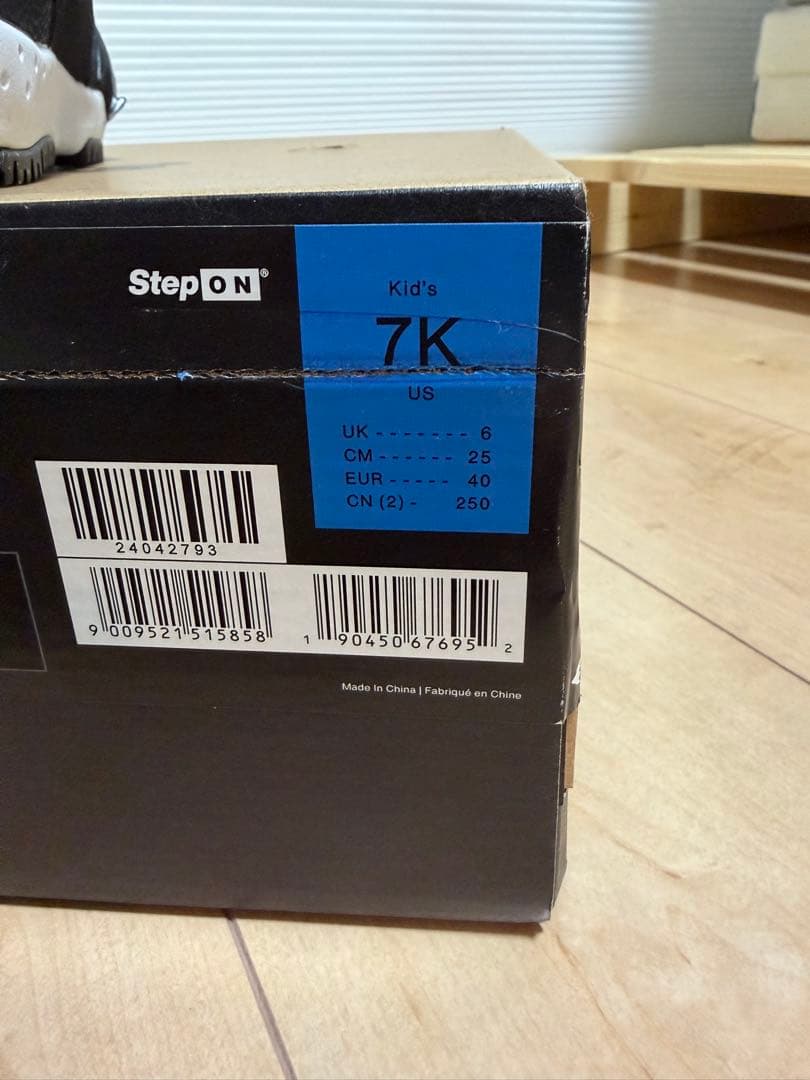 StepON®
Kid's
7K
US
UK - - - - - - - 6
CM - - - - - - 25
EUR - - - - - 40
CN (2) - 250
24042793
9 009521 515858
1 90450 67695 2
Made In China | Fabriqué en Chine